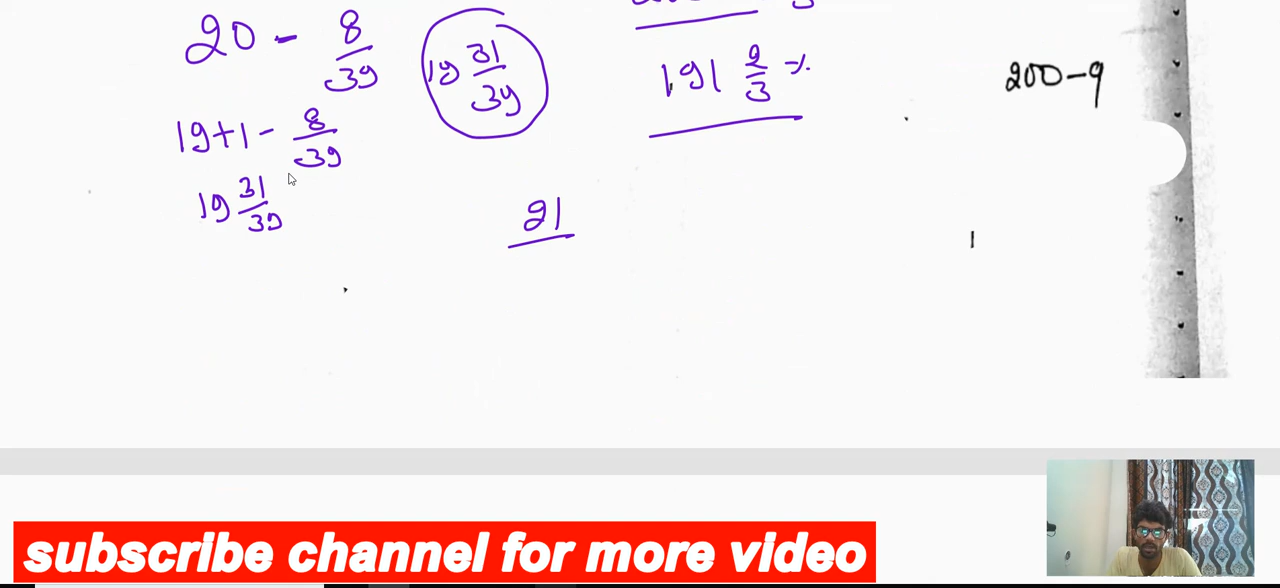 20 - 8/39
19 31/39
191 2/3 %
200-9
19+1 - 8/39
19 31/39
21
1
subscribe channel for more video